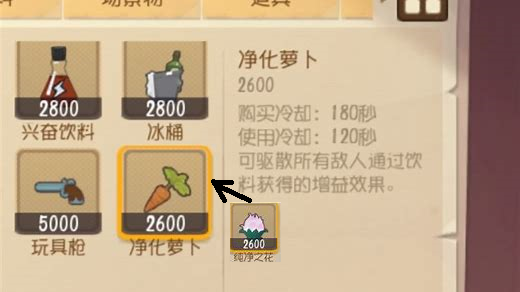 道具
2800
2800
兴奋饮料
冰桶
5000
2600
玩具枪
净化萝卜
净化萝卜
2600
购买冷却：180秒
使用冷却：120秒
可驱散所有敌人通过饮
料获得的增益效果。
2600
纯净之花